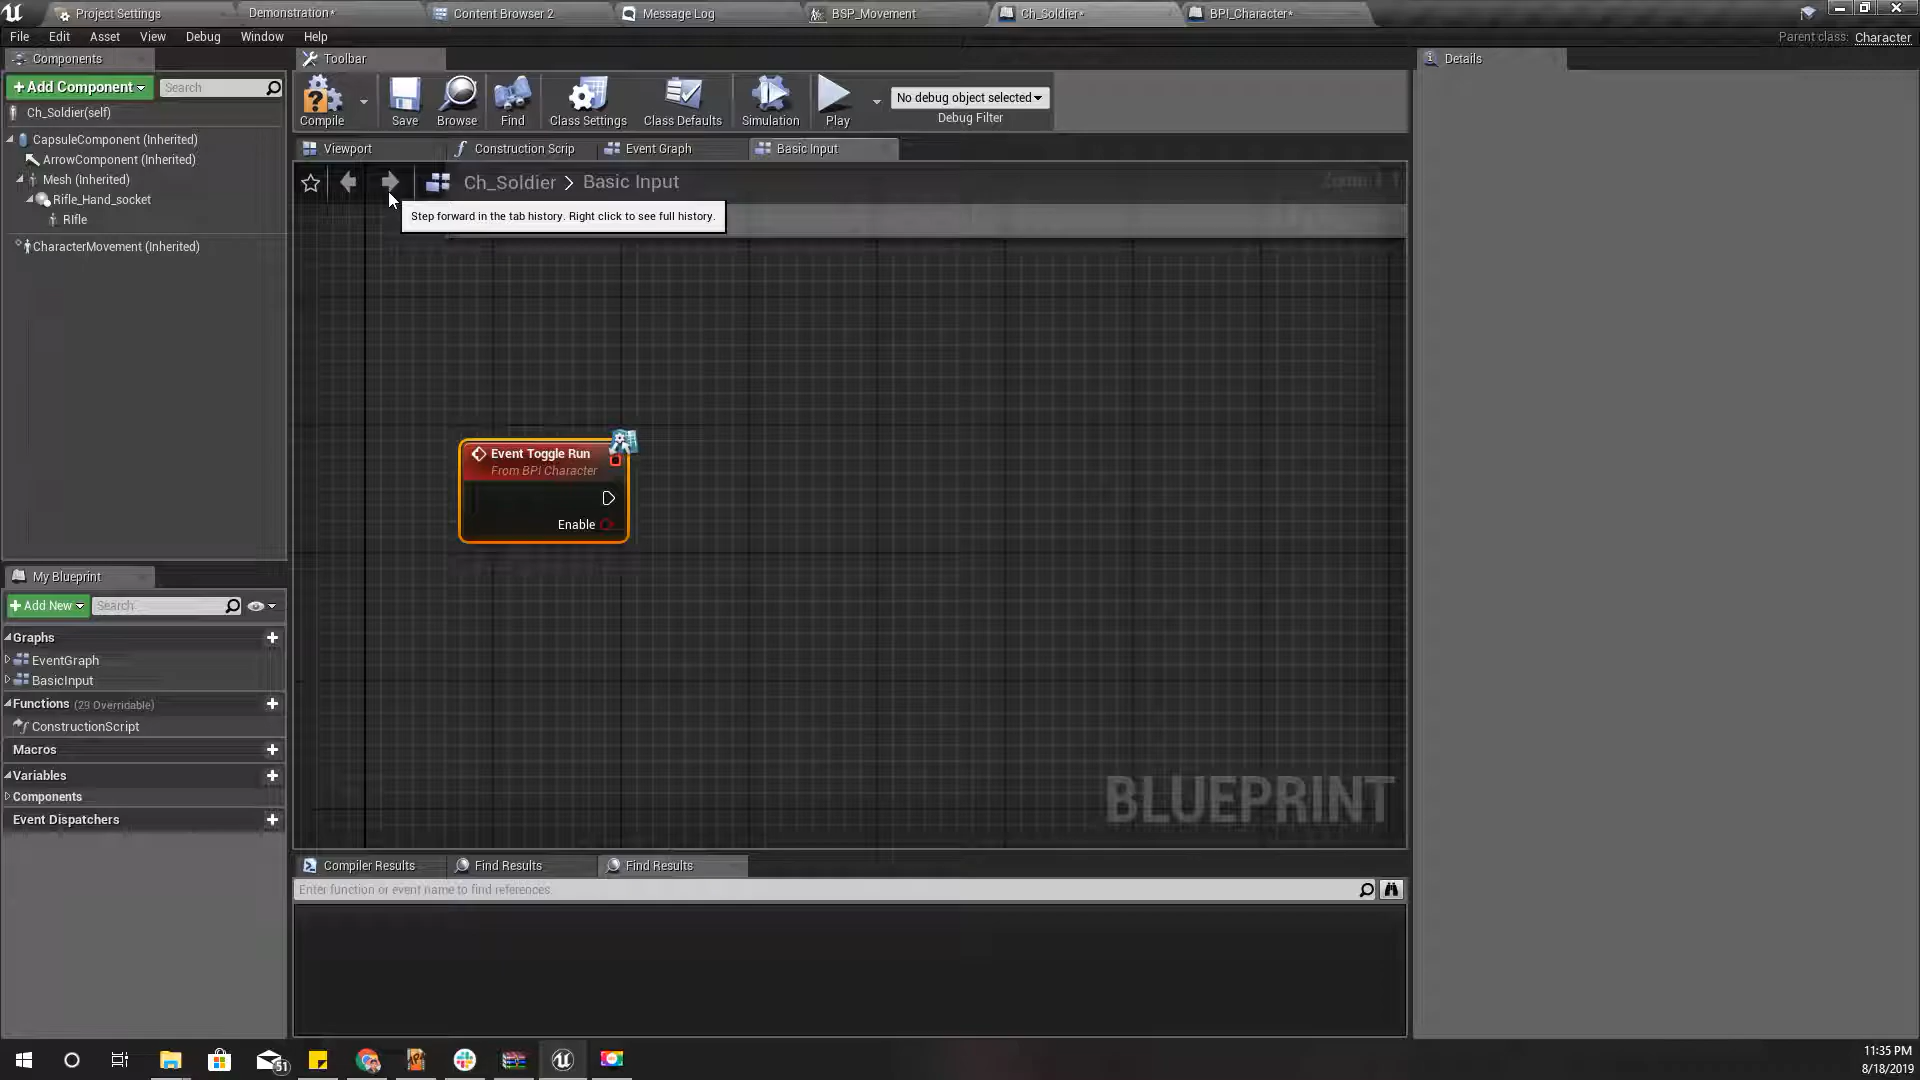 Project Settings
Demonstration*
Content Browser 2
Message Log
BSP_Movement
Ch_Soldier*
BPI_Character*
File Edit Asset View Debug Window Help
Parent class: Character
Components
+Add Component
Search
Ch_Soldier(self)
CapsuleComponent (Inherited)
ArrowComponent (Inherited)
Mesh (Inherited)
Rifle_Hand_socket
RIfle
CharacterMovement (Inherited)
Toolbar
Compile
Save
Browse
Find
Class Settings
Class Defaults
Simulation
Play
No debug object selected
Debug Filter
Viewport
Construction Scrip
Event Graph
Basic Input
Ch_Soldier > Basic Input
Step forward in the tab history. Right click to see full history.
Event Toggle Run
From BPI Character
Enable
BLUEPRINT
Details
My Blueprint
+Add New
Search
Graphs
EventGraph
BasicInput
Functions (29 Overridable)
ConstructionScript
Macros
Variables
Components
Event Dispatchers
Compiler Results
Find Results
Find Results
Enter function or event name to find references.
51
11:35 PM
8/18/2019